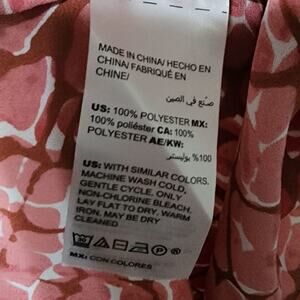 MADE IN CHINA/ HECHO EN
CHINA/ FABRIQUÉ EN
CHINE/
صنع في الصين
US: 100% POLYESTER MX:
100% poliéster CA: 100%
POLYESTER AE/KW:
100% بوليستر
US: WITH SIMILAR COLORS.
MACHINE WASH COLD,
GENTLE CYCLE. ONLY
NON-CHLORINE BLEACH.
LAY FLAT TO DRY. WARM
IRON. MAY BE DRY
CLEANED
MX: CON COLORES